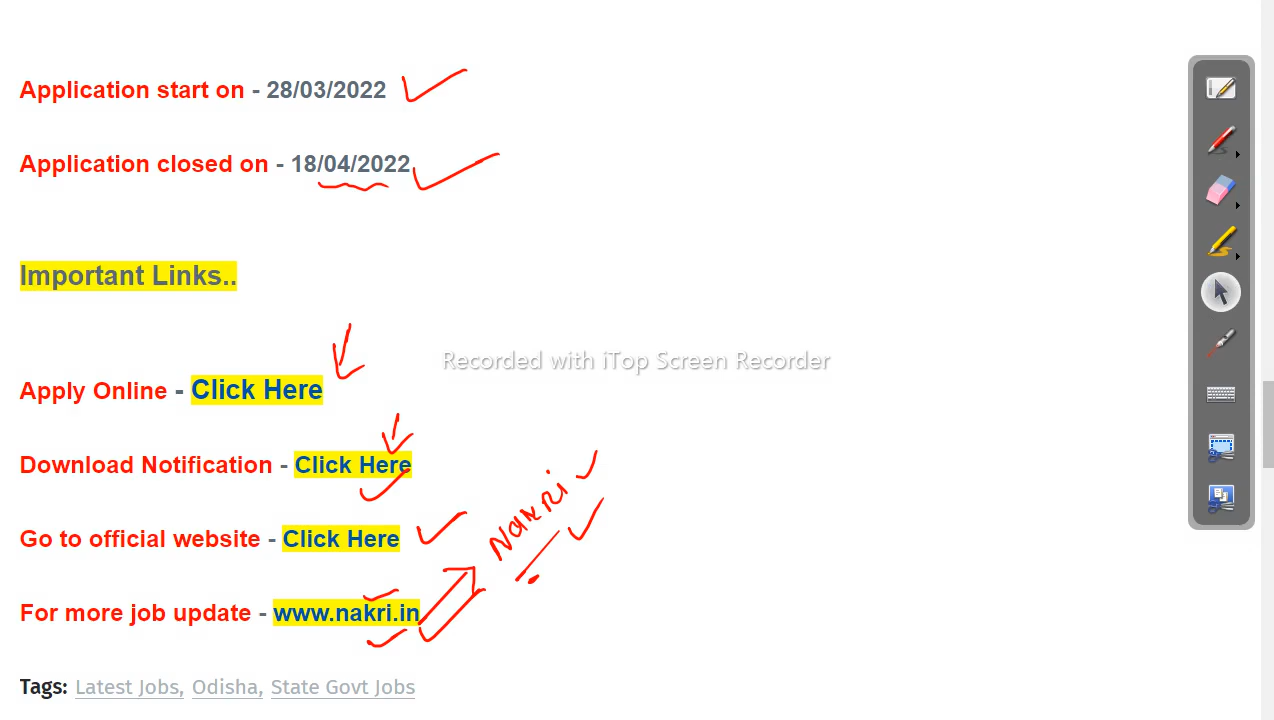 Application start on - 28/03/2022
Application closed on - 18/04/2022
Important Links..
Recorded with iTop Screen Recorder
Apply Online - Click Here
Download Notification - Click Here
Nakri
Go to official website - Click Here
For more job update - www.nakri.in
Tags: Latest Jobs, Odisha, State Govt Jobs